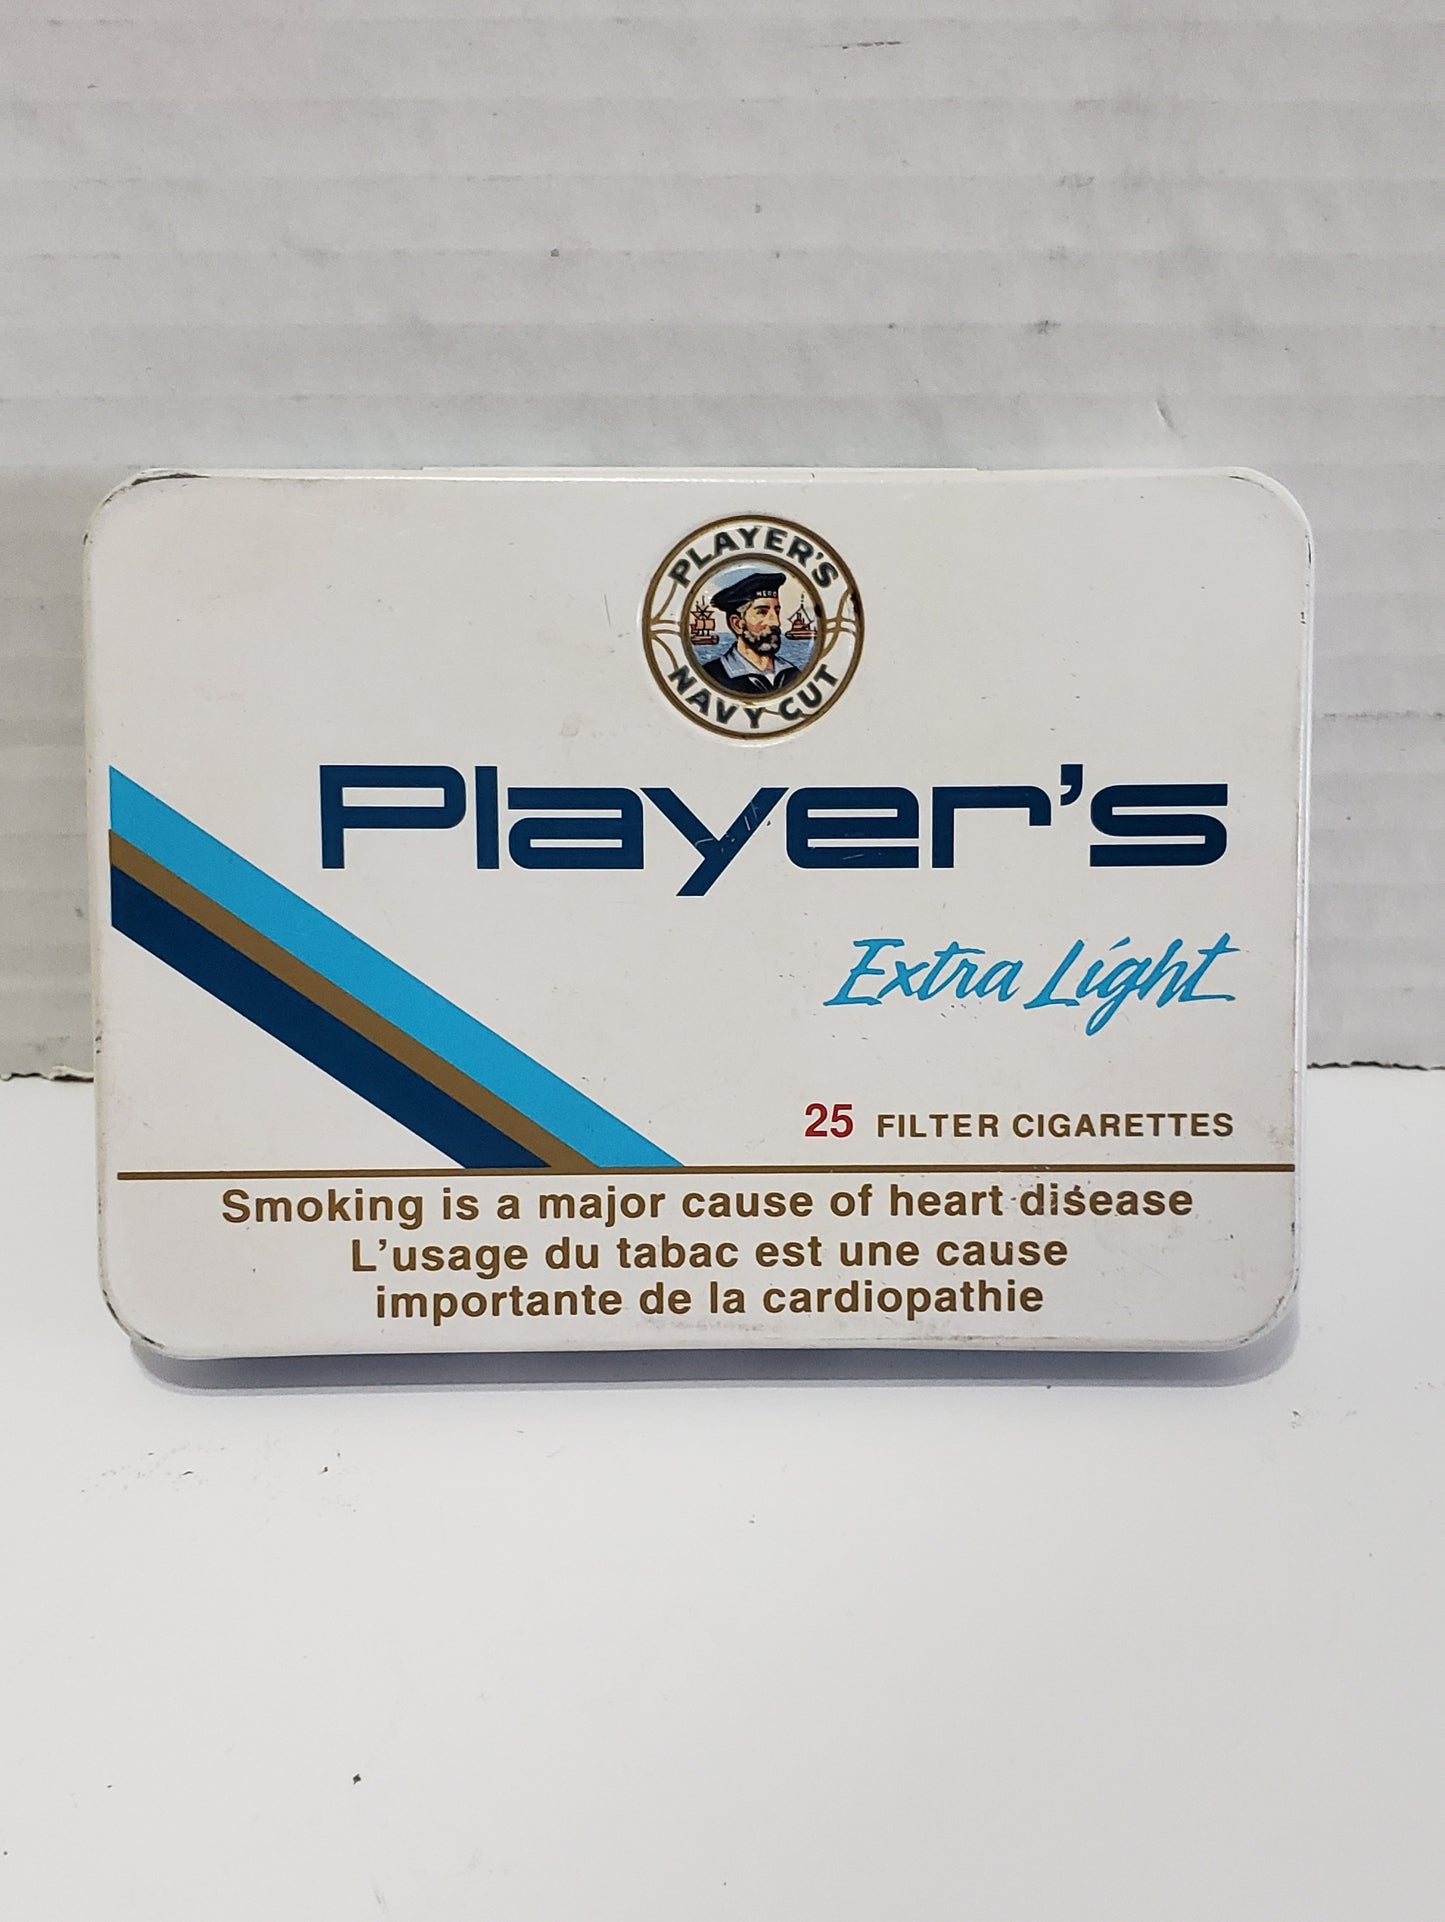 PLAYER'S
HERO
NAVY CUT
Player's
Extra Light
25 FILTER CIGARETTES
Smoking is a major cause of heart disease
L'usage du tabac est une cause
importante de la cardiopathie